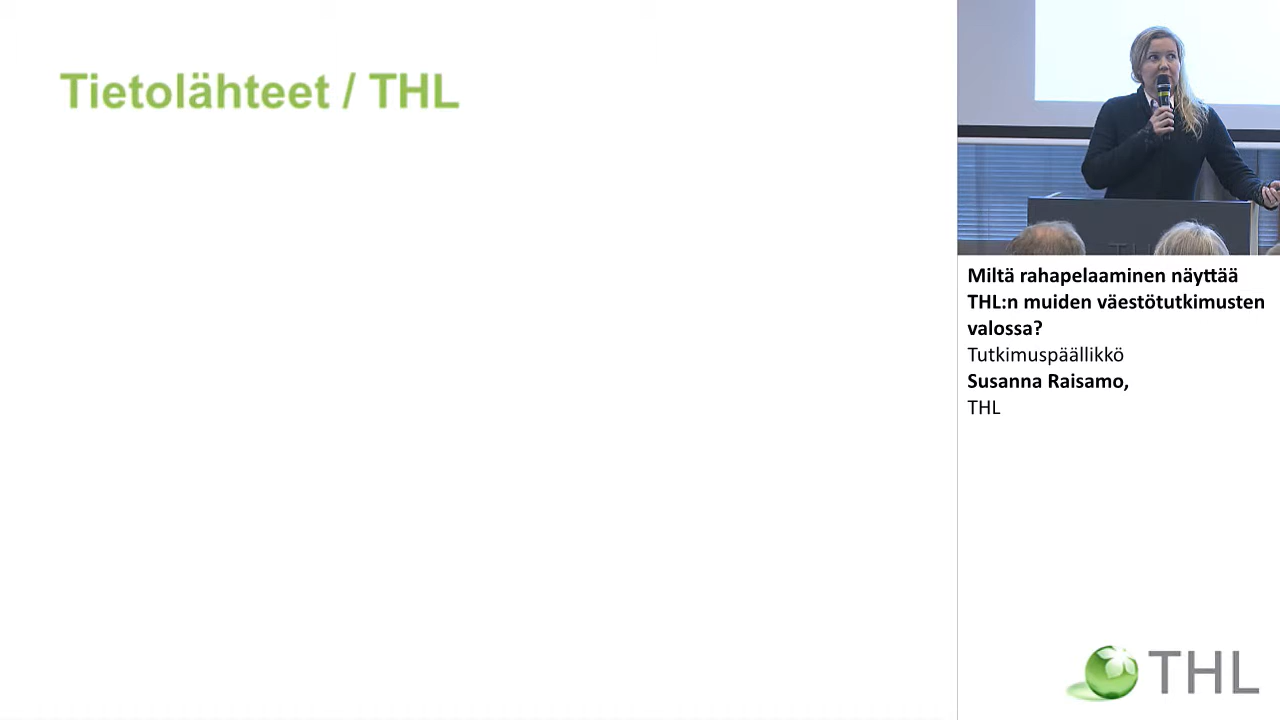 Tietolähteet / THL
Miltä rahapelaaminen näyttää
THL:n muiden väestötutkimusten
valossa?
Tutkimuspäällikkö
Susanna Raisamo,
THL
THL